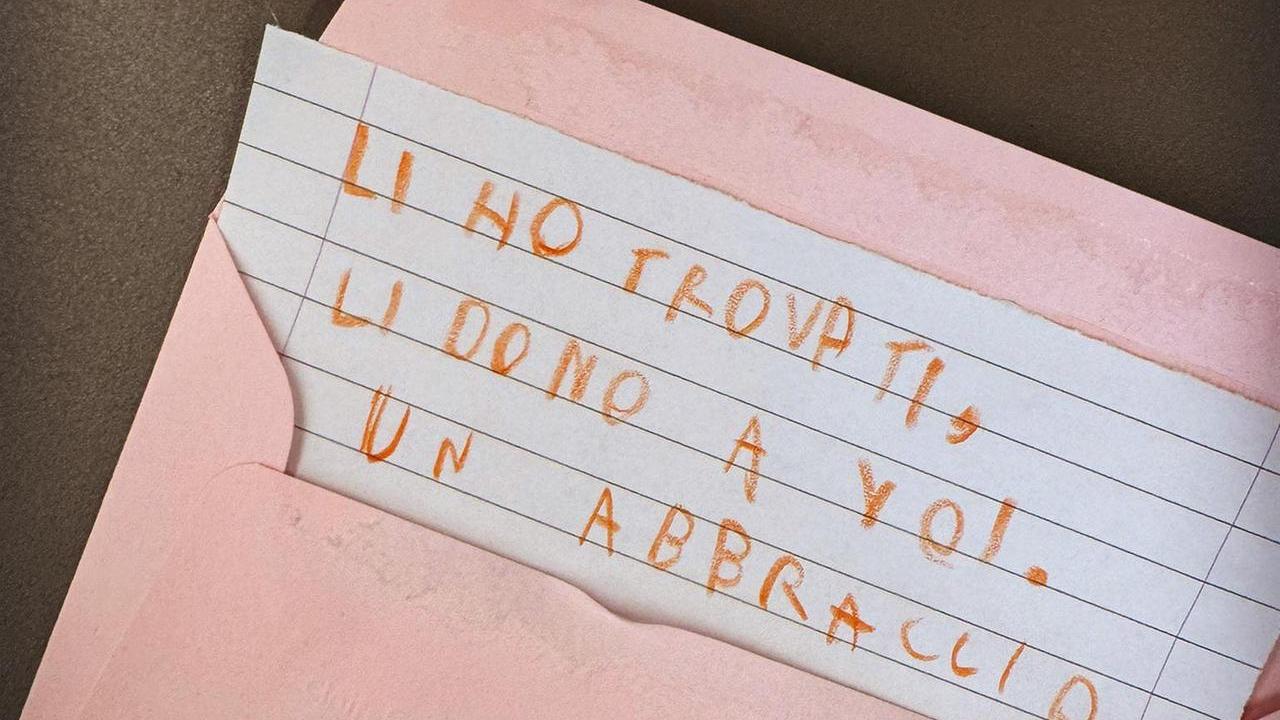 LI HO TROVATI,
LI DONO A VOI.
UN ABBRACCIO